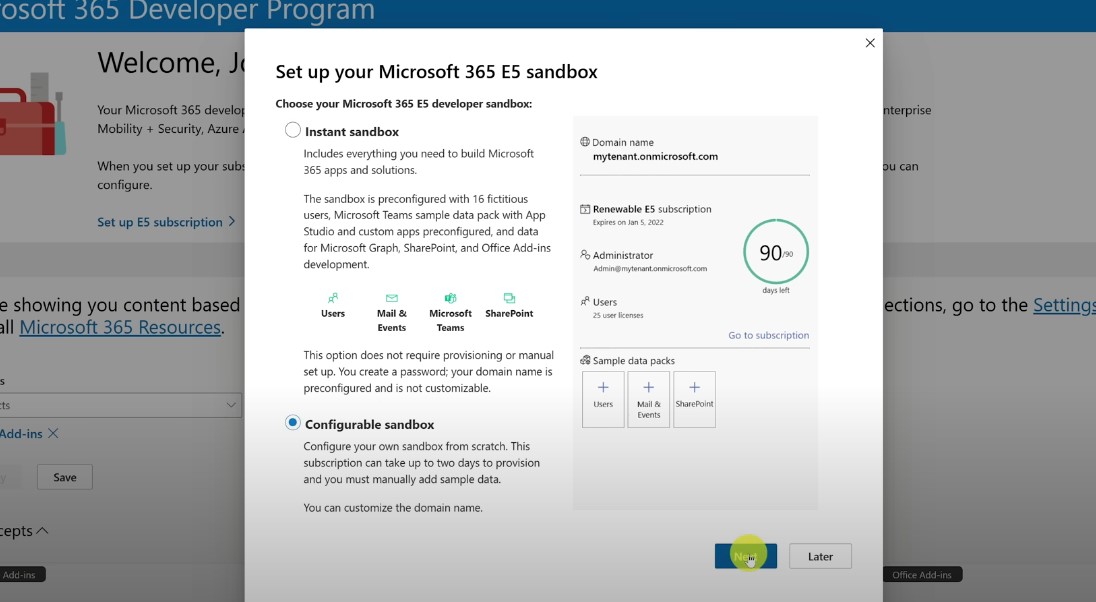 rosoft 365 Developer Program
Welcome, Jo
Your Microsoft 365 develop
Mobility + Security, Azure A
nterprise
When you set up your subs
configure.
ou can
Set up E5 subscription >
e showing you content based
all Microsoft 365 Resources.
ections, go to the Settings
s
cts
Add-ins ×
Save
cepts
Add-ins
Set up your Microsoft 365 E5 sandbox
Choose your Microsoft 365 E5 developer sandbox:
Instant sandbox
Includes everything you need to build Microsoft
365 apps and solutions.
The sandbox is preconfigured with 16 fictitious
users, Microsoft Teams sample data pack with App
Studio and custom apps preconfigured, and data
for Microsoft Graph, SharePoint, and Office Add-ins
development.
Users
Mail &
Events
Microsoft
Teams
SharePoint
This option does not require provisioning or manual
set up. You create a password; your domain name is
preconfigured and is not customizable.
Configurable sandbox
Configure your own sandbox from scratch. This
subscription can take up to two days to provision
and you must manually add sample data.
You can customize the domain name.
Domain name
mytenant.onmicrosoft.com
Renewable E5 subscription
Expires on Jan 5, 2022
90/90
days left
Administrator
Admin@mytenant.onmicrosoft.com
Users
25 user licenses
Go to subscription
Sample data packs
Users
Mail &
Events
SharePoint
Next
Later
Office Add-ins